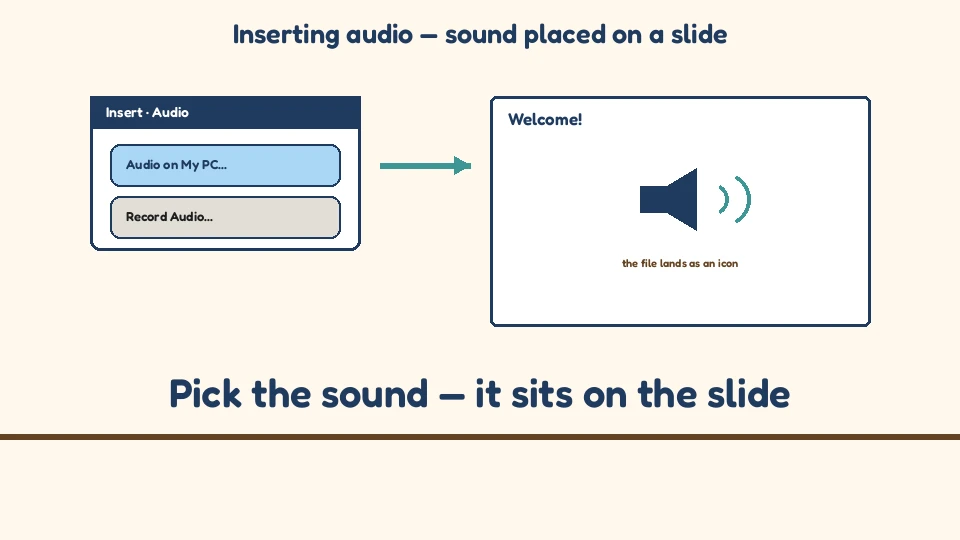 Inserting audio — sound placed on a slide
Insert · Audio
Audio on My PC...
Record Audio...
Welcome!
the file lands as an icon
Pick the sound — it sits on the slide